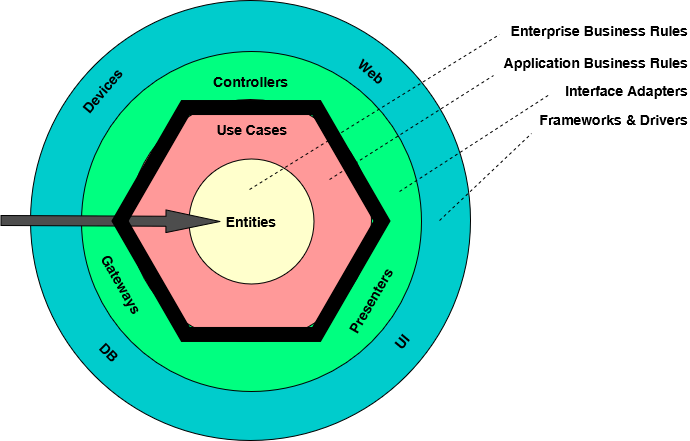 Enterprise Business Rules
Application Business Rules
Interface Adapters
Frameworks & Drivers
Devices
Web
Controllers
Use Cases
Entities
Gateways
Presenters
DB
UI